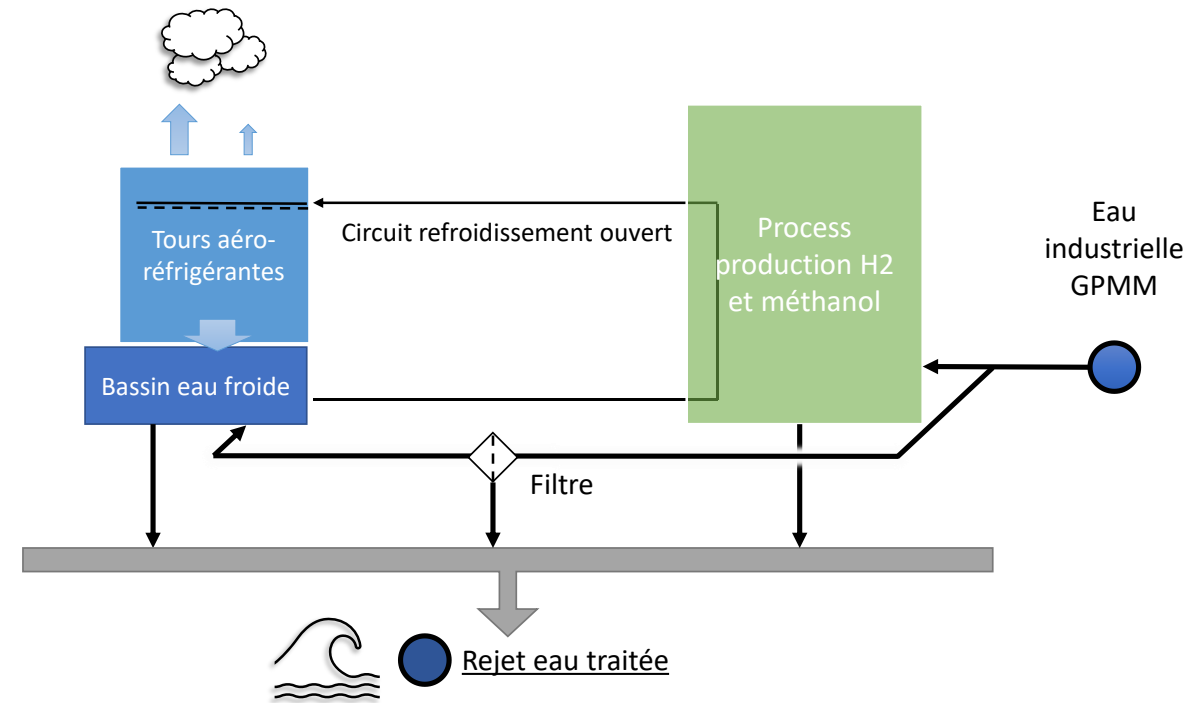 Circuit refroidissement ouvert
Tours aéro-
réfrigérantes
Process
production H2
et méthanol
Eau
industrielle
GPMM
Bassin eau froide
Filtre
Rejet eau traitée